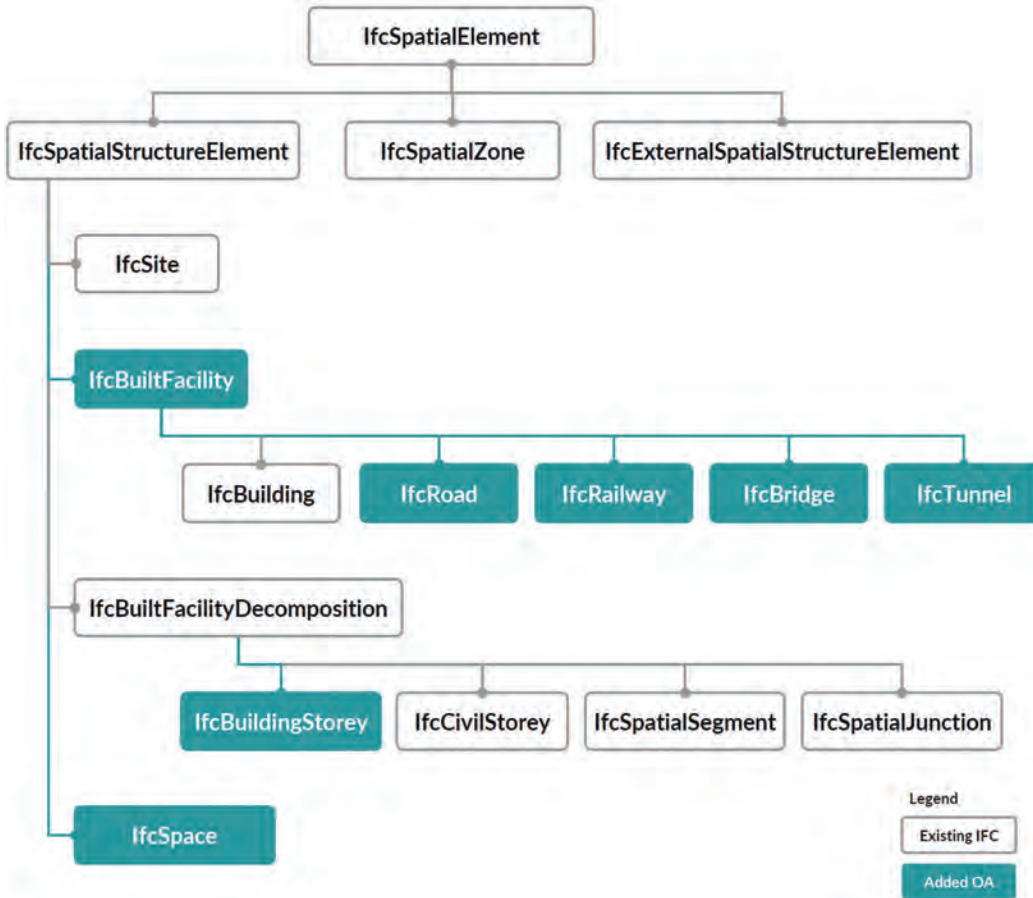 IfcSpatialElement
IfcSpatialStructureElement
IfcSpatialZone
IfcExternalSpatialStructureElement
IfcSite
IfcBuiltFacility
IfcBuilding
IfcRoad
IfcRailway
IfcBridge
IfcTunnel
IfcBuiltFacilityDecomposition
IfcBuildingStorey
IfcCivilStorey
IfcSpatialSegment
IfcSpatialJunction
IfcSpace
Legend
Existing IFC
Added OA